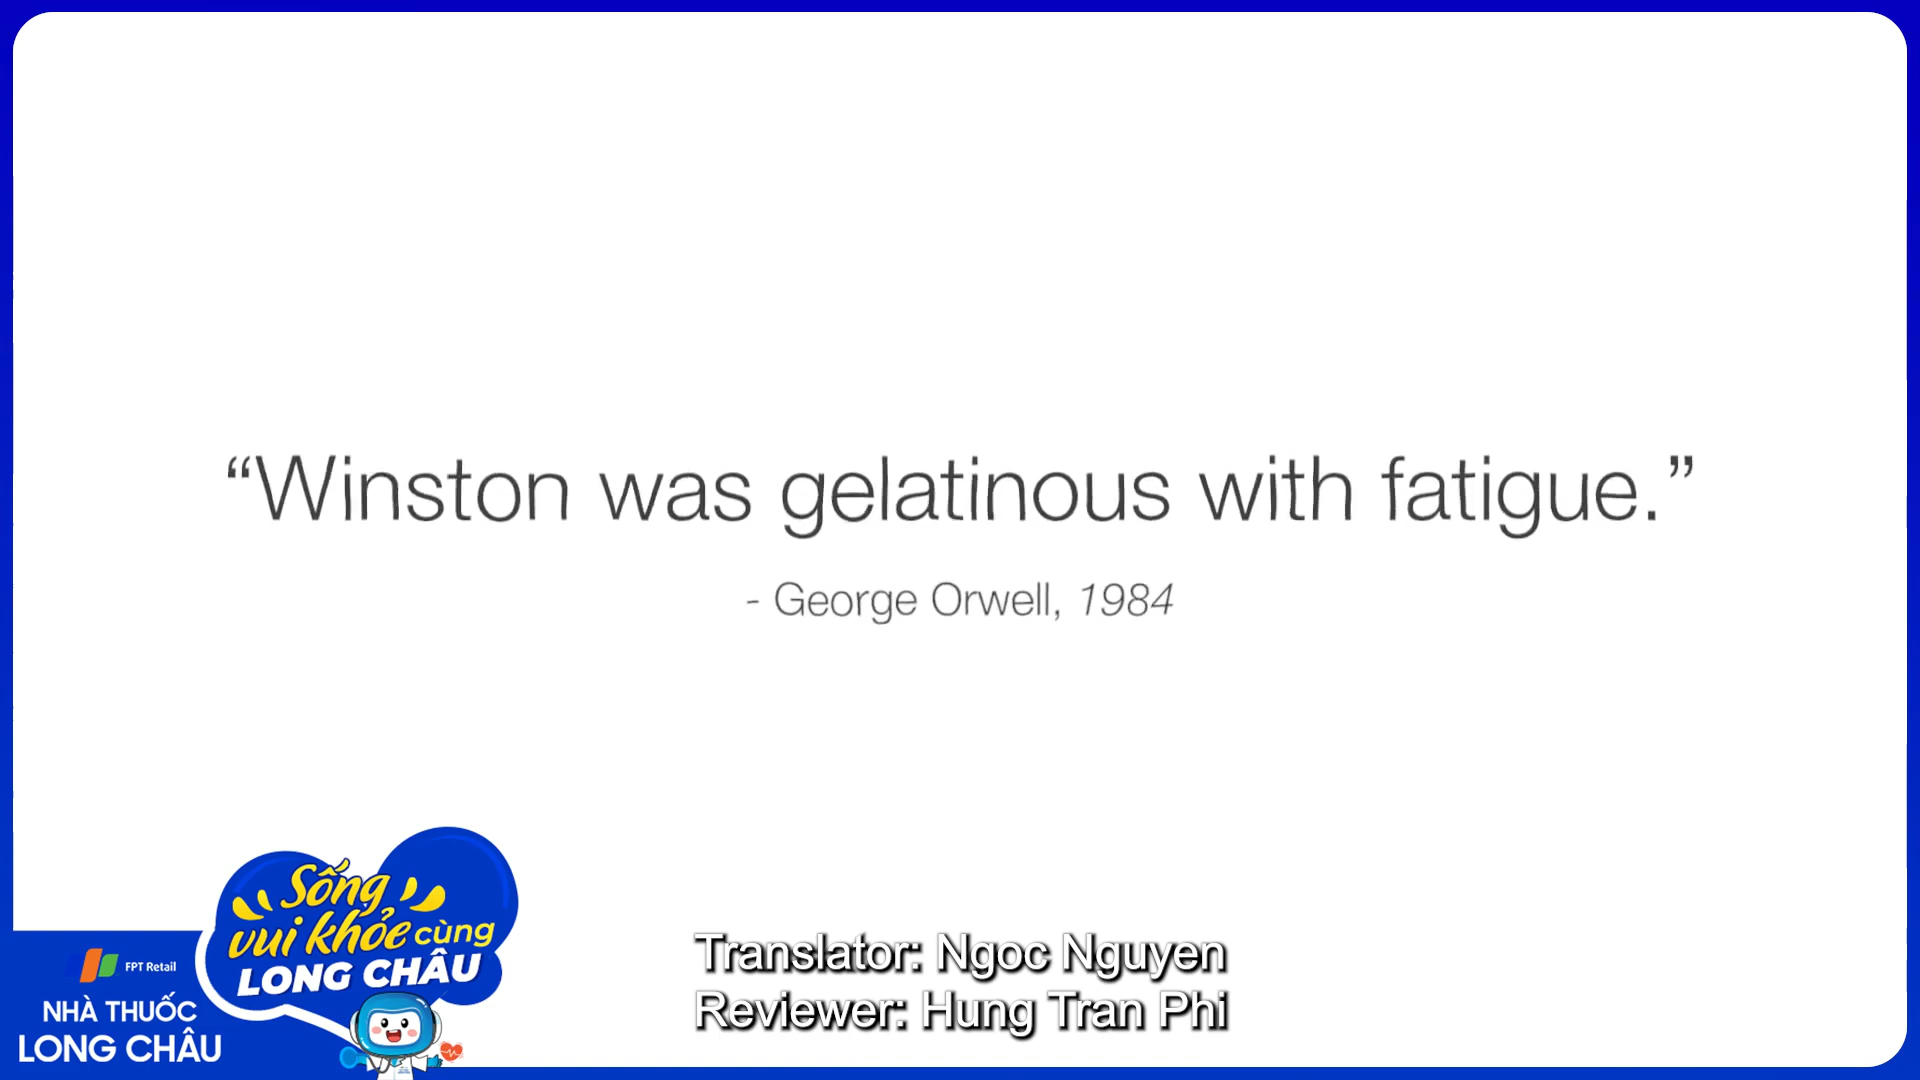 “Winston was gelatinous with fatigue.”
- George Orwell, 1984
Sống
vui khỏe cùng
LONG CHÂU
FPT Retail
NHÀ THUỐC
LONG CHÂU
Translator: Ngoc Nguyen
Reviewer: Hung Tran Phi